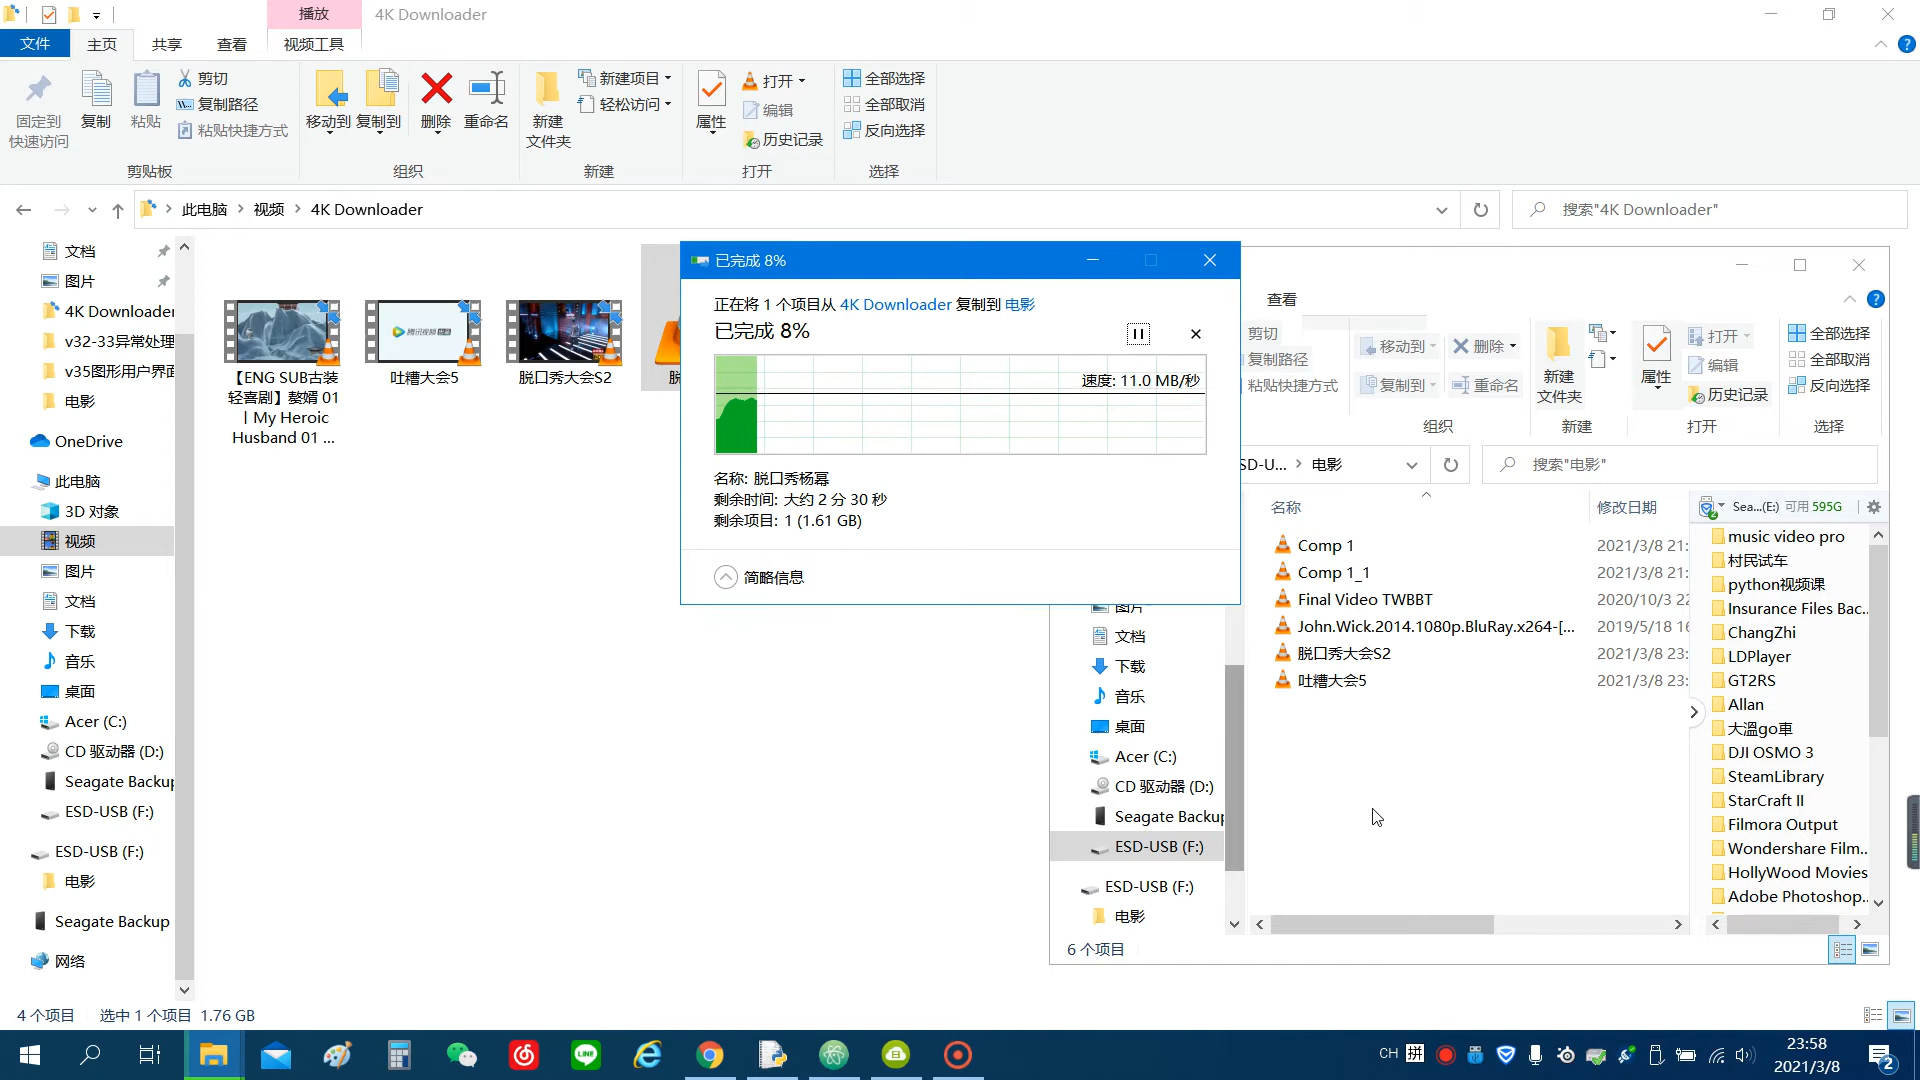 播放
4K Downloader
文件
主页
共享
查看
视频工具
固定到
快速访问
复制
粘贴
剪切
复制路径
粘贴快捷方式
剪贴板
移动到
复制到
删除
重命名
组织
新建
文件夹
新建项目
轻松访问
新建
属性
打开
编辑
历史记录
打开
全部选择
全部取消
反向选择
选择
此电脑
视频
4K Downloader
搜索"4K Downloader"
文档
图片
4K Downloader
v32-33异常处理
v35图形用户界面
电影
OneDrive
此电脑
3D 对象
视频
图片
文档
下载
音乐
桌面
Acer (C:)
CD 驱动器 (D:)
Seagate Backup
ESD-USB (F:)
ESD-USB (F:)
电影
Seagate Backup
网络
【ENG SUB古装
轻喜剧】赘婿 01
丨My Heroic
Husband 01 ...
吐槽大会5
脱口秀大会S2
已完成 8%
正在将 1 个项目从 4K Downloader 复制到 电影
已完成 8%
速度: 11.0 MB/秒
名称: 脱口秀杨幂
剩余时间: 大约 2 分 30 秒
剩余项目: 1 (1.61 GB)
简略信息
查看
剪切
复制路径
粘贴快捷方式
移动到
复制到
删除
重命名
组织
新建
文件夹
新建
属性
打开
编辑
历史记录
打开
全部选择
全部取消
反向选择
选择
SD-U...
电影
搜索"电影"
名称
修改日期
Comp 1
2021/3/8 21:
Comp 1_1
2021/3/8 21:
Final Video TWBBT
2020/10/3 22
John.Wick.2014.1080p.BluRay.x264-[...
2019/5/18 16
脱口秀大会S2
2021/3/8 23:
吐槽大会5
2021/3/8 23:
Sea...(E:) 可用 595G
music video pro
村民试车
python视频课
Insurance Files Bac...
ChangZhi
LDPlayer
GT2RS
Allan
大溫go車
DJI OSMO 3
SteamLibrary
StarCraft II
Filmora Output
Wondershare Film...
HollyWood Movies
Adobe Photoshop...
图片
文档
下载
音乐
桌面
Acer (C:)
CD 驱动器 (D:)
Seagate Backup
ESD-USB (F:)
ESD-USB (F:)
电影
6 个项目
4 个项目
选中 1 个项目 1.76 GB
LINE
CH
拼
23:58
2021/3/8
2